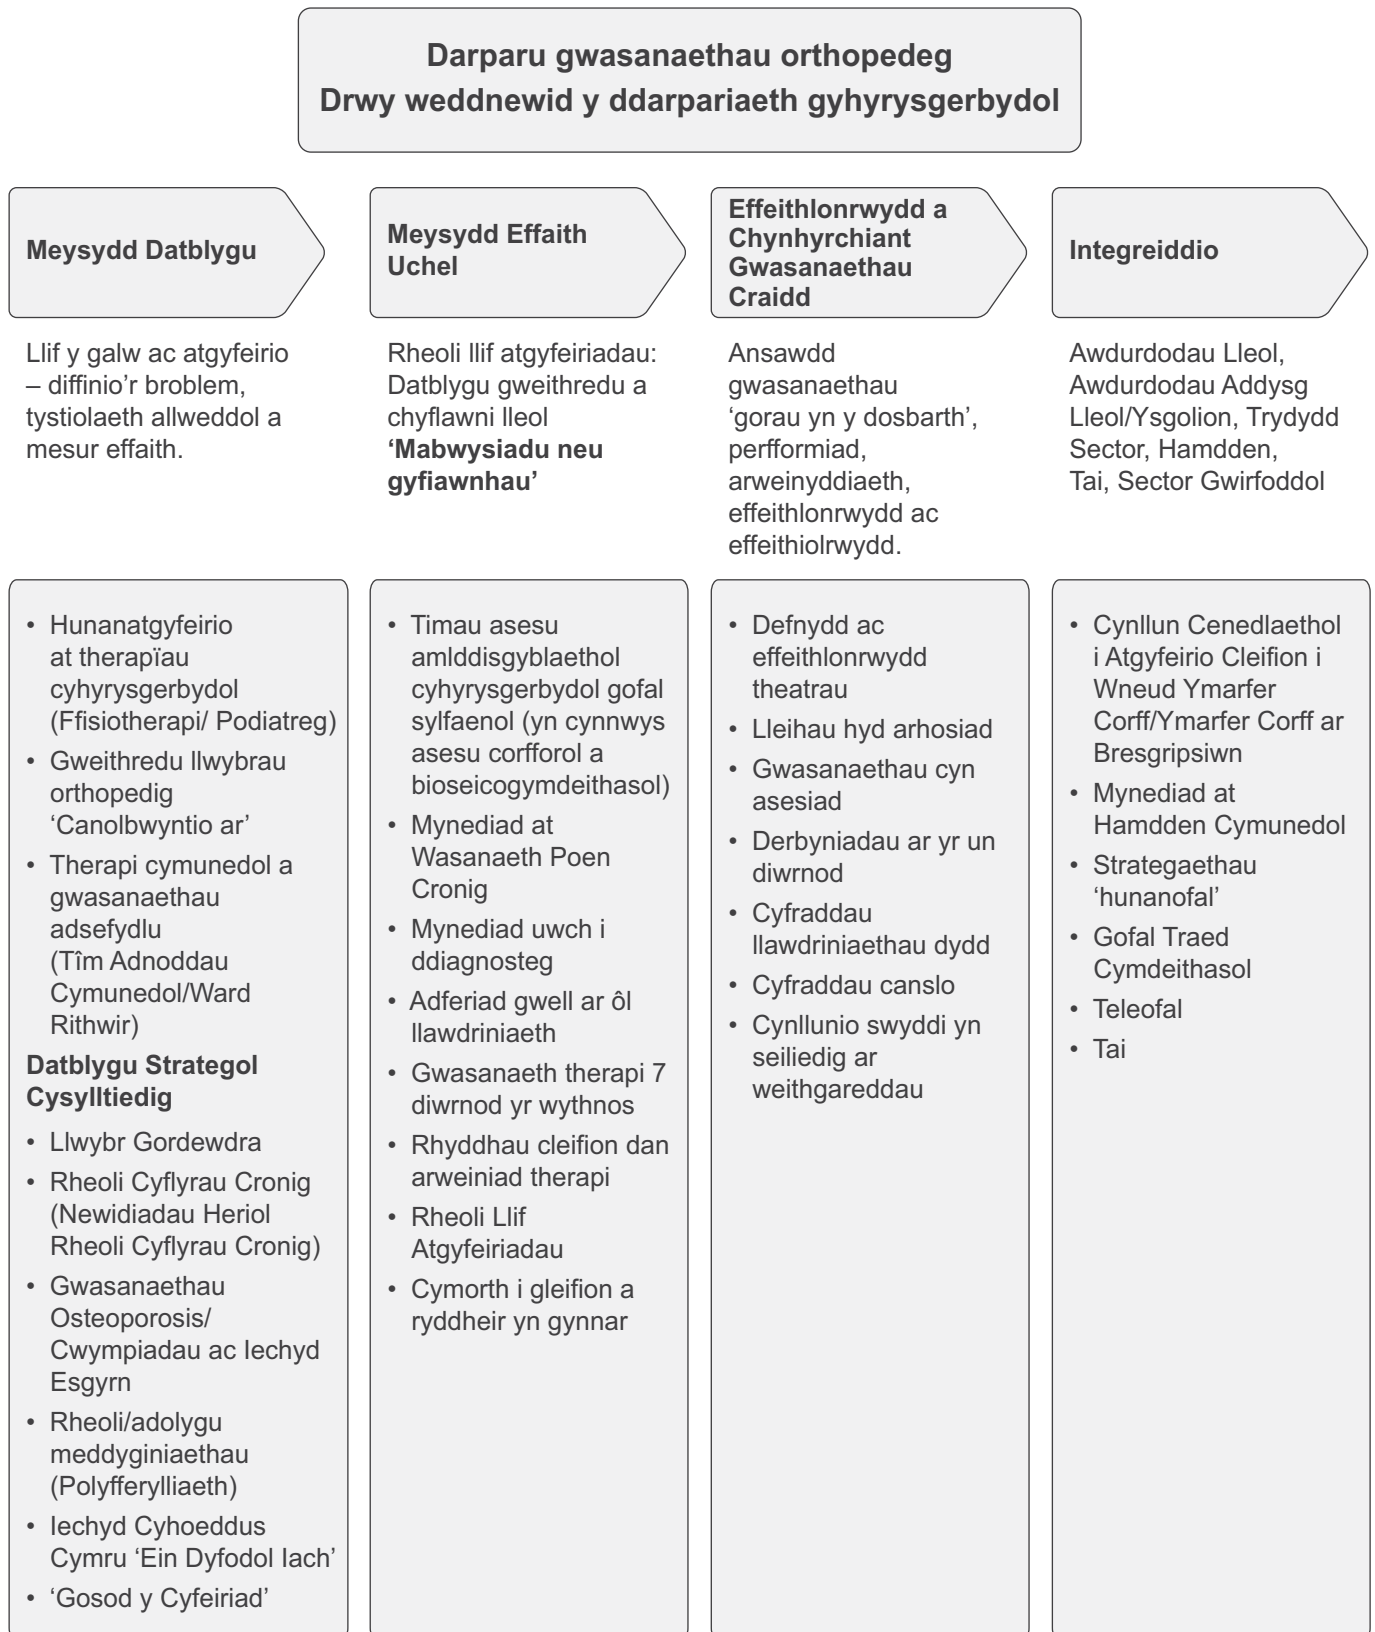 Darparu gwasanaethau orthopedeg
Drwy weddnewid y ddarpariaeth gyhyrysgerbydol
Meysydd Datblygu
Llif y galw ac atgyfeirio
– diffinio’r broblem,
tystiolaeth allweddol a
mesur effaith.
• Hunanatgyfeirio
at therapïau
cyhyrysgerbydol
(Ffisiotherapi/ Podiatreg)
• Gweithredu llwybrau
orthopedig
‘Canolbwyntio ar’
• Therapi cymunedol a
gwasanaethau
adsefydlu
(Tîm Adnoddau
Cymunedol/Ward
Rithwir)
Datblygu Strategol
Cysylltiedig
• Llwybr Gordewdra
• Rheoli Cyflyrau Cronig
(Newidiadau Heriol
Rheoli Cyflyrau Cronig)
• Gwasanaethau
Osteoporosis/
Cwympiadau ac Iechyd
Esgyrn
• Rheoli/adolygu
meddyginiaethau
(Polyfferylliaeth)
• Iechyd Cyhoeddus
Cymru ‘Ein Dyfodol Iach’
• ‘Gosod y Cyfeiriad’
Meysydd Effaith
Uchel
Rheoli llif atgyfeiriadau:
Datblygu gweithredu a
chyflawni lleol
‘Mabwysiadu neu
gyfiawnhau’
• Timau asesu
amlddisgyblaethol
cyhyrysgerbydol gofal
sylfaenol (yn cynnwys
asesu corfforol a
bioseicogymdeithasol)
• Mynediad at
Wasanaeth Poen
Cronig
• Mynediad uwch i
ddiagnosteg
• Adferiad gwell ar ôl
llawdriniaeth
• Gwasanaeth therapi 7
diwrnod yr wythnos
• Rhyddhau cleifion dan
arweiniad therapi
• Rheoli Llif
Atgyfeiriadau
• Cymorth i gleifion a
ryddheir yn gynnar
Effeithlonrwydd a
Chynhyrchiant
Gwasanaethau
Craidd
Ansawdd
gwasanaethau
‘gorau yn y dosbarth’,
perfformiad,
arweinyddiaeth,
effeithlonrwydd ac
effeithiolrwydd.
• Defnydd ac
effeithlonrwydd
theatrau
• Lleihau hyd arhosiad
• Gwasanaethau cyn
asesiad
• Derbyniadau ar yr un
diwrnod
• Cyfraddau
llawdriniaethau dydd
• Cyfraddau canslo
• Cynllunio swyddi yn
seiliedig ar
weithgareddau
Integreiddio
Awdurdodau Lleol,
Awdurdodau Addysg
Lleol/Ysgolion, Trydydd
Sector, Hamdden,
Tai, Sector Gwirfoddol
• Cynllun Cenedlaethol
i Atgyfeirio Cleifion i
Wneud Ymarfer
Corff/Ymarfer Corff ar
Bresgripsiwn
• Mynediad at
Hamdden Cymunedol
• Strategaethau
‘hunanofal’
• Gofal Traed
Cymdeithasol
• Teleofal
• Tai